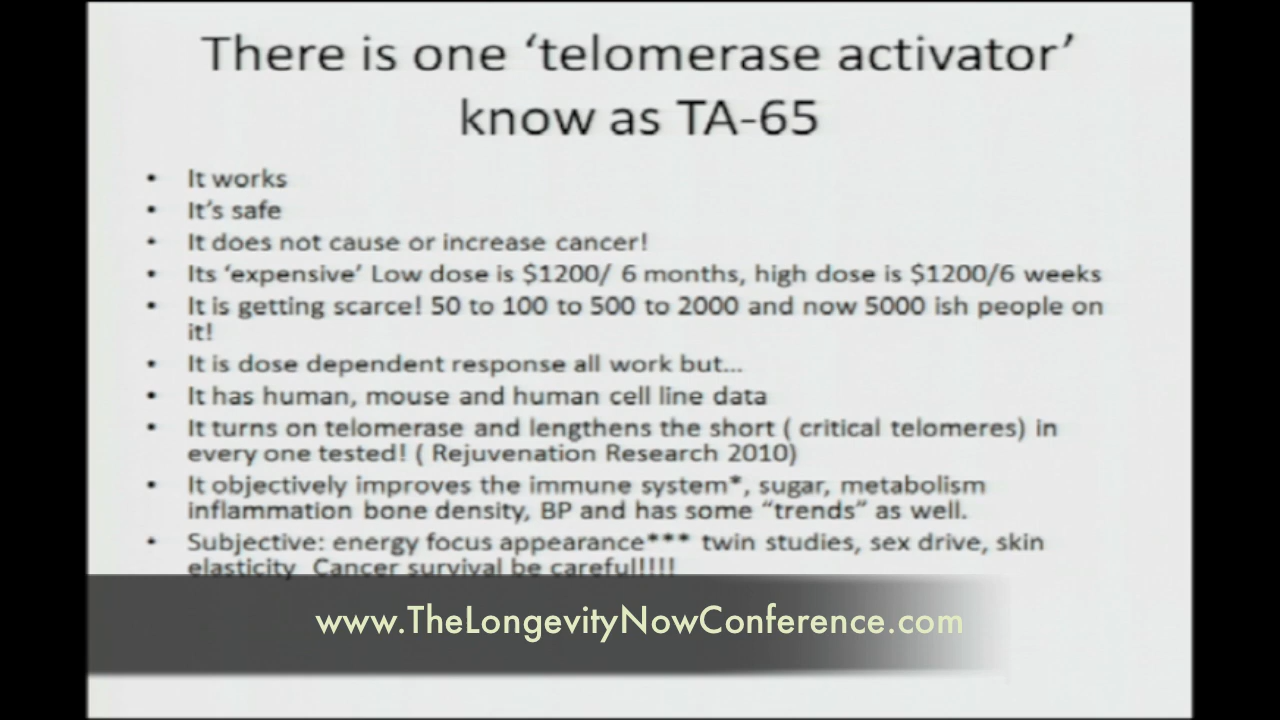 There is one ‘telomerase activator’
know as TA-65
• It works
• It’s safe
• It does not cause or increase cancer!
• Its ‘expensive’ Low dose is $1200/ 6 months, high dose is $1200/6 weeks
• It is getting scarce! 50 to 100 to 500 to 2000 and now 5000 ish people on
it!
• It is dose dependent response all work but...
• It has human, mouse and human cell line data
• It turns on telomerase and lengthens the short ( critical telomeres) in
every one tested! ( Rejuvenation Research 2010)
• It objectively improves the immune system*, sugar, metabolism
inflammation bone density, BP and has some “trends” as well.
• Subjective: energy focus appearance*** twin studies, sex drive, skin
elasticity Cancer survival be careful!!!!
www.TheLongevityNowConference.com